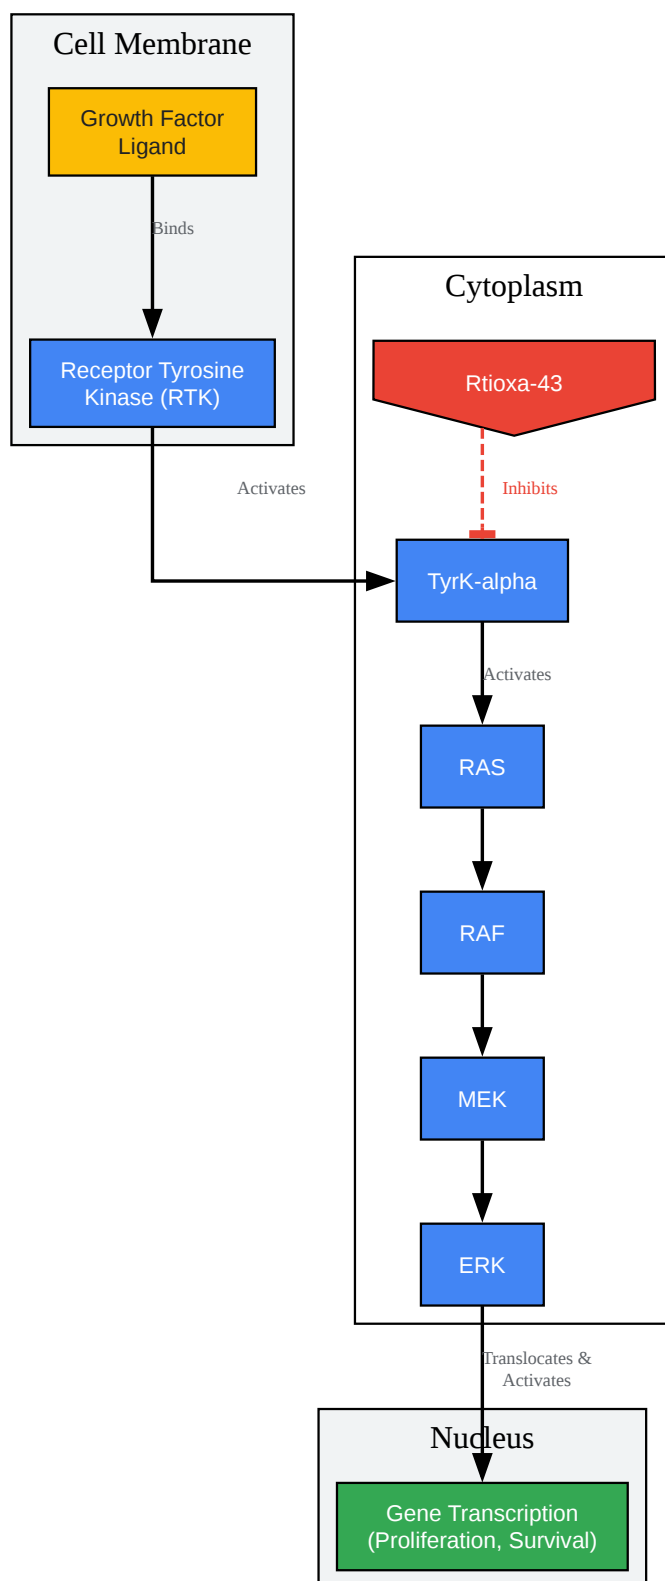 Cell Membrane
Growth Factor
Ligand
Binds
Receptor Tyrosine
Kinase (RTK)
Activates
Cytoplasm
Rtioxa-43
Inhibits
TyrK-alpha
Activates
RAS
RAF
MEK
ERK
Translocates &
Activates
Nucleus
Gene Transcription
(Proliferation, Survival)